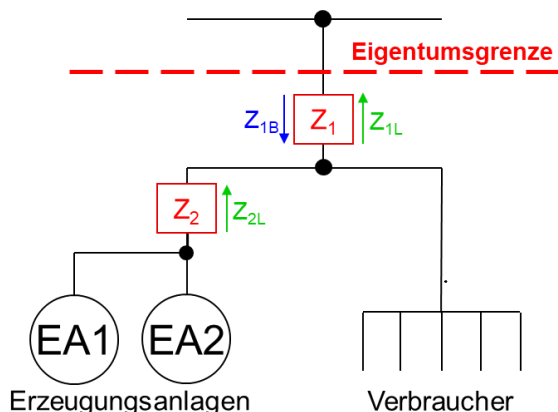 Eigentumsgrenze
Z1B Z1 Z1L
Z2 Z2L
EA1 EA2
Erzeugungsanlagen Verbraucher